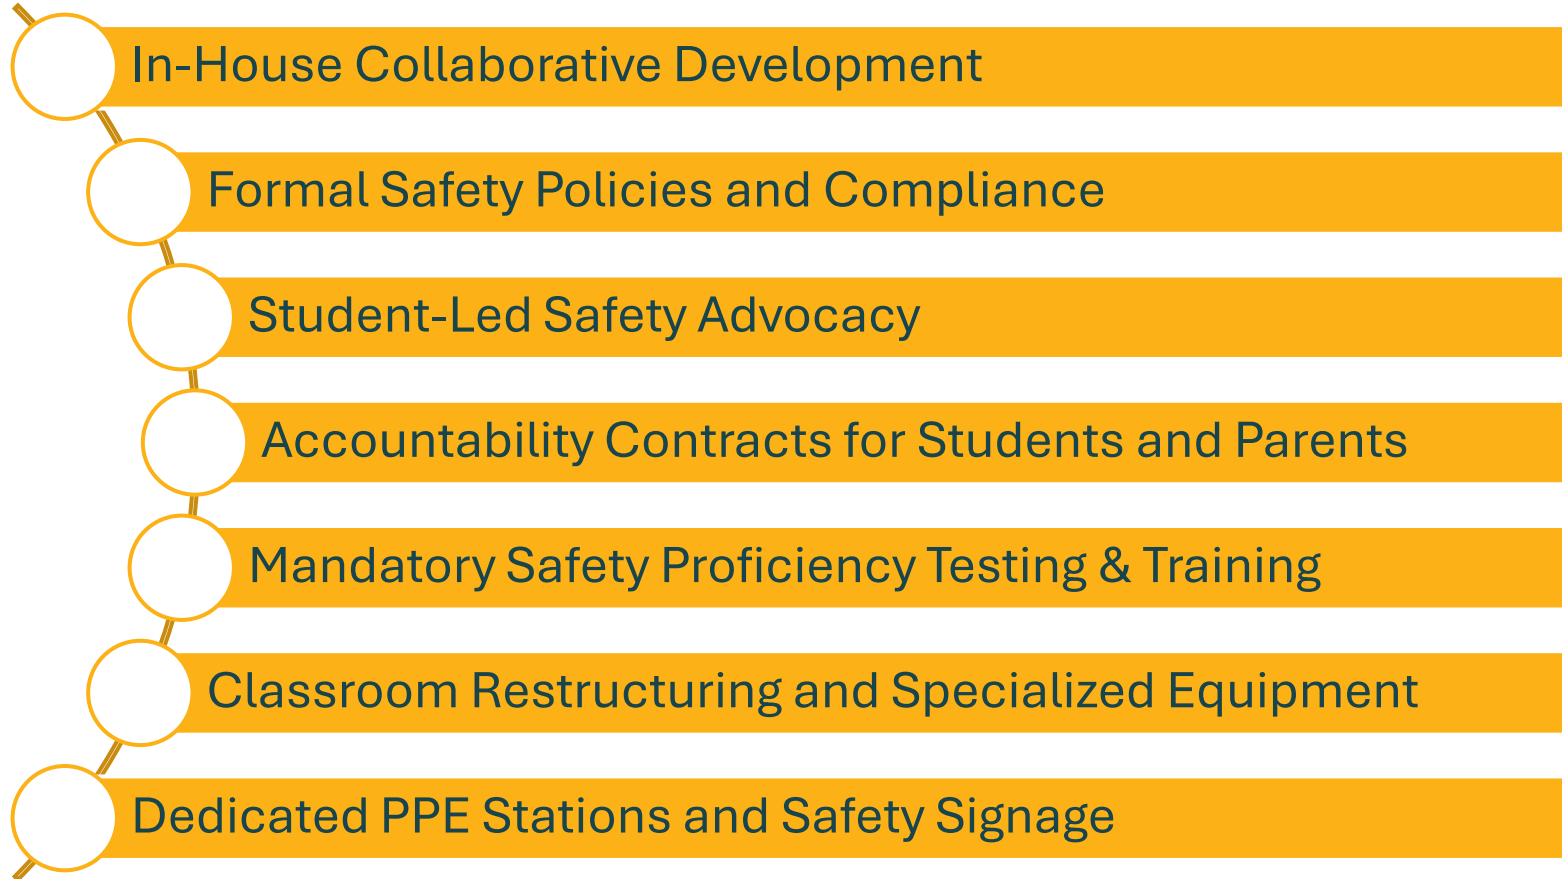 In-House Collaborative Development
Formal Safety Policies and Compliance
Student-Led Safety Advocacy
Accountability Contracts for Students and Parents
Mandatory Safety Proficiency Testing & Training
Classroom Restructuring and Specialized Equipment
Dedicated PPE Stations and Safety Signage